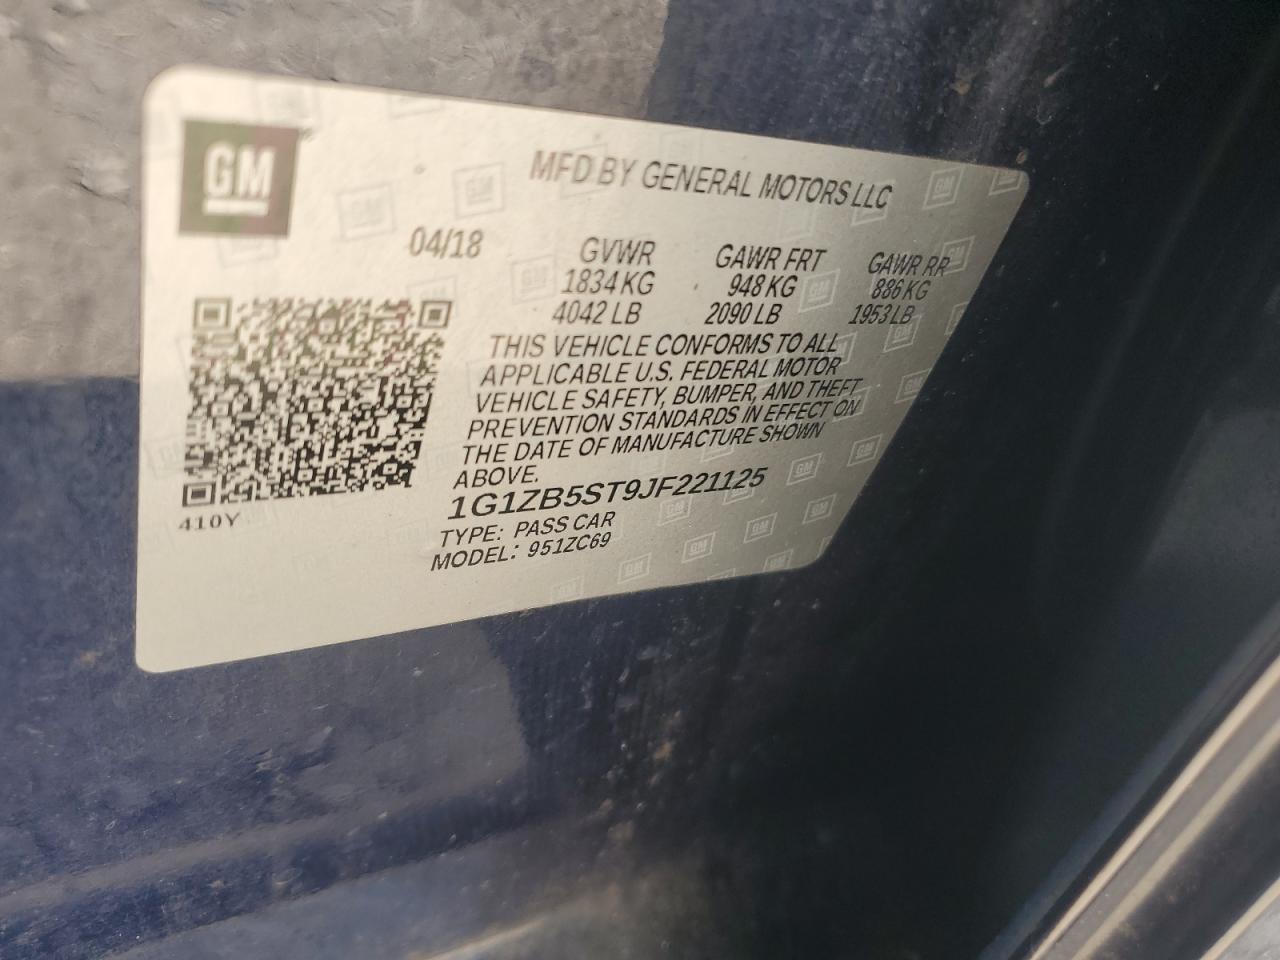 GM
MFD BY GENERAL MOTORS LLC
04/18 GVWR GAWR FRT GAWR RR
1834 KG 948 KG 886 KG
4042 LB 2090 LB 1953 LB
THIS VEHICLE CONFORMS TO ALL
APPLICABLE U.S. FEDERAL MOTOR
VEHICLE SAFETY, BUMPER, AND THEFT
PREVENTION STANDARDS IN EFFECT ON
THE DATE OF MANUFACTURE SHOWN
ABOVE.
1G1ZB5ST9JF221125
TYPE: PASS CAR
MODEL: 951ZC69
410Y